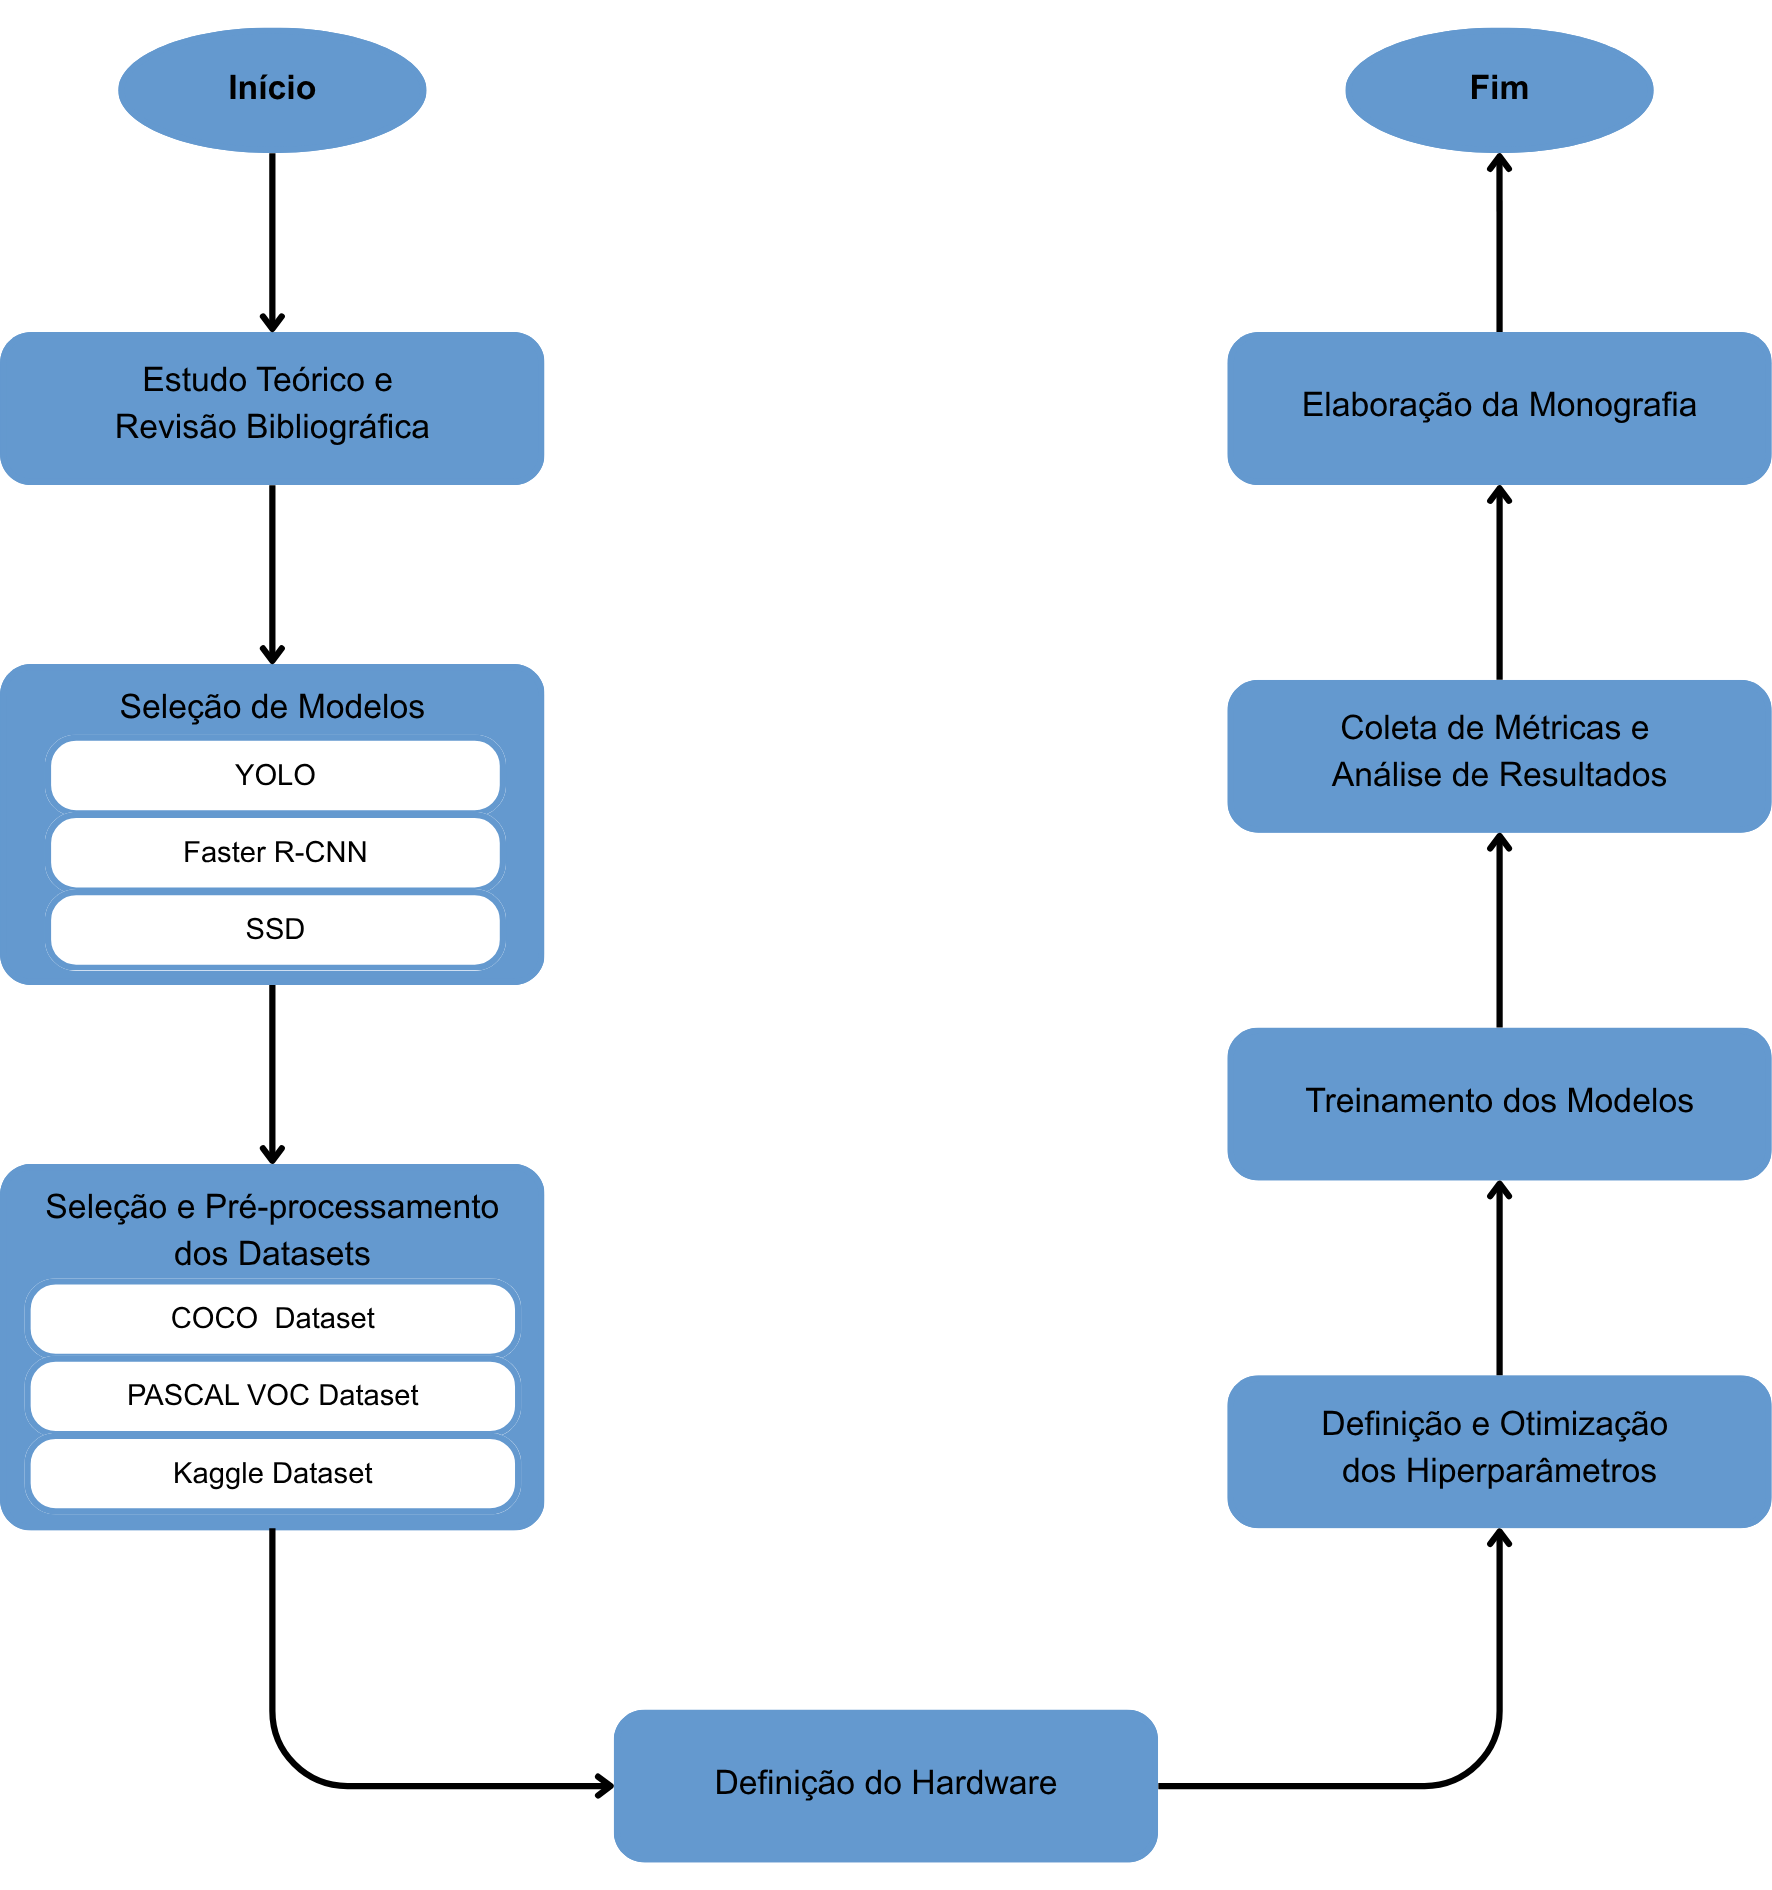 Início
Estudo Teórico e
Revisão Bibliográfica
Seleção de Modelos
YOLO
Faster R-CNN
SSD
Seleção e Pré-processamento
dos Datasets
COCO  Dataset
PASCAL VOC Dataset
Kaggle Dataset
Definição do Hardware
Definição e Otimização
dos Hiperparâmetros
Treinamento dos Modelos
Coleta de Métricas e
Análise de Resultados
Elaboração da Monografia
Fim